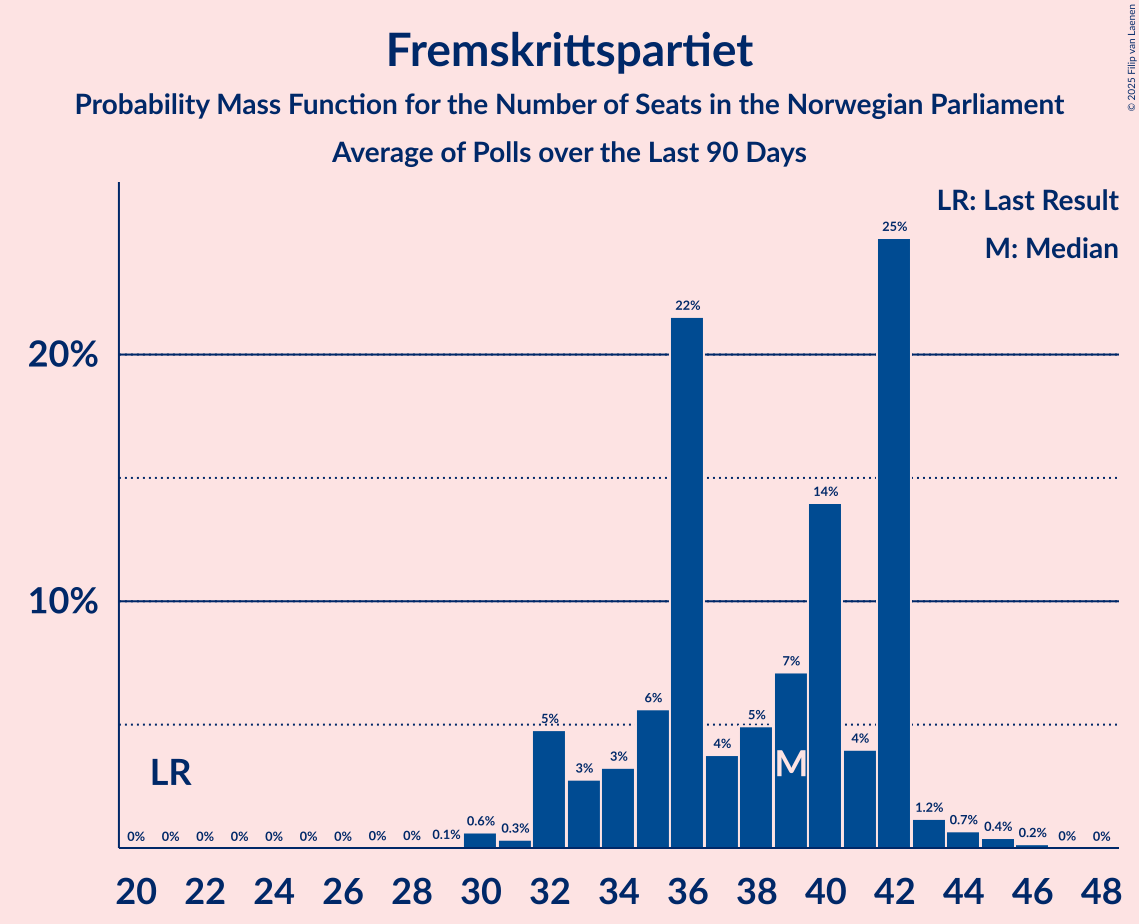 Fremskrittspartiet
Probability Mass Function for the Number of Seats in the Norwegian Parliament
Average of Polls over the Last 90 Days
© 2025 Filip van Laenen
LR: Last Result
M: Median
25%
22%
20%
14%
10%
7%
6%
5%
5%
4%
4%
3%
3%
M
LR
1.2%
0.6%
0.7%
0.3%
0.4%
0.1%
0.2%
0% 0% 0% 0% 0% 0% 0% 0% 0% 0% 0%
20 22 24 26 28 30 32 34 36 38 40 42 44 46 48